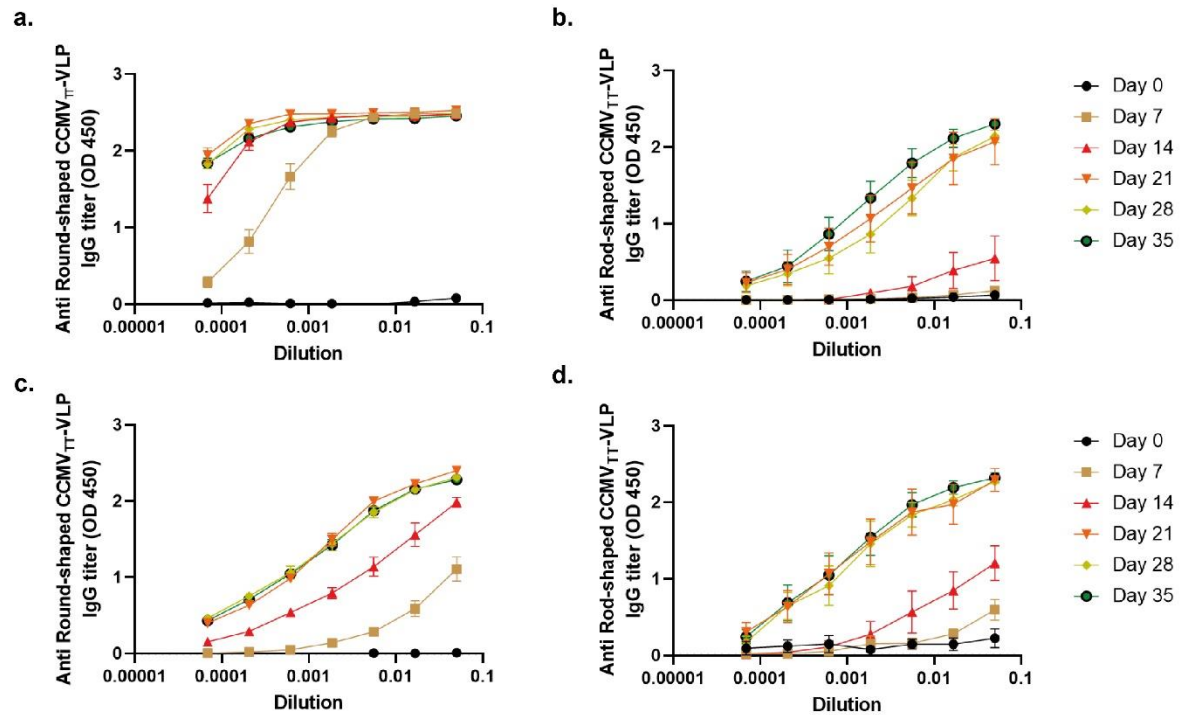 a.
Anti Round-shaped CCMVTT-VLP
IgG titer (OD 450)
3
2
1
0
0.00001 0.0001 0.001 0.01 0.1
Dilution
b.
Anti Rod-shaped CCMVTT-VLP
IgG titer (OD 450)
3
2
1
0
0.00001 0.0001 0.001 0.01 0.1
Dilution
Day 0
Day 7
Day 14
Day 21
Day 28
Day 35
c.
Anti Round-shaped CCMVTT-VLP
IgG titer (OD 450)
3
2
1
0
0.00001 0.0001 0.001 0.01 0.1
Dilution
d.
Anti Rod-shaped CCMVTT-VLP
IgG titer (OD 450)
3
2
1
0
0.00001 0.0001 0.001 0.01 0.1
Dilution
Day 0
Day 7
Day 14
Day 21
Day 28
Day 35